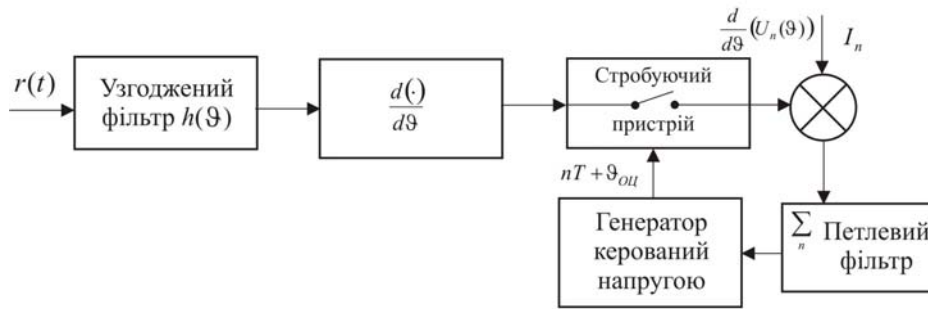 d/dϑ (Uₙ(ϑ))
Iₙ
r(t)
Узгоджений
фільтр h(ϑ)
d(·)/dϑ
Стробуючий
пристрій
nT + ϑ_ОЦ
Генератор
керований
напругою
∑ₙ Петлевий
фільтр